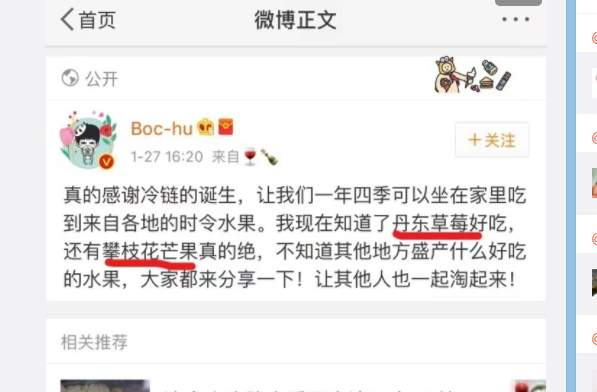 首页
微博正文
公开
Boc-hu
+关注
1-27 16:20 来自
真的感谢冷链的诞生，让我们一年四季可以坐在家里吃
到来自各地的时令水果。我现在知道了丹东草莓好吃，
还有攀枝花芒果真的绝，不知道其他地方盛产什么好吃
的水果，大家都来分享一下！让其他人也一起淘起来！
相关推荐